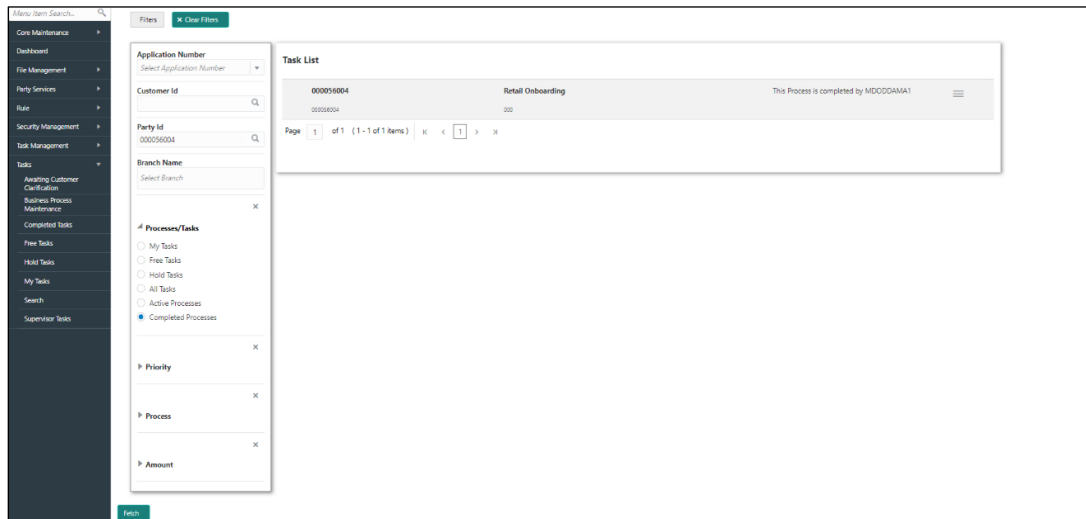 Menu Item Search...
Core Maintenance
Dashboard
File Management
Party Services
Rule
Security Management
Task Management
Tasks
Awaiting Customer
Clarification
Business Process
Maintenance
Completed Tasks
Free Tasks
Hold Tasks
My Tasks
Search
Supervisor Tasks
Filters
Clear Filters
Application Number
Select Application Number
Customer Id
Party Id
000056004
Branch Name
Select Branch
Processes/Tasks
My Tasks
Free Tasks
Hold Tasks
All Tasks
Active Processes
Completed Processes
Priority
Process
Amount
Fetch
Task List
000056004 Retail Onboarding This Process is completed by MDODDAMA1
000056004 000
Page 1 of 1 (1 - 1 of 1 items) K < 1 > X